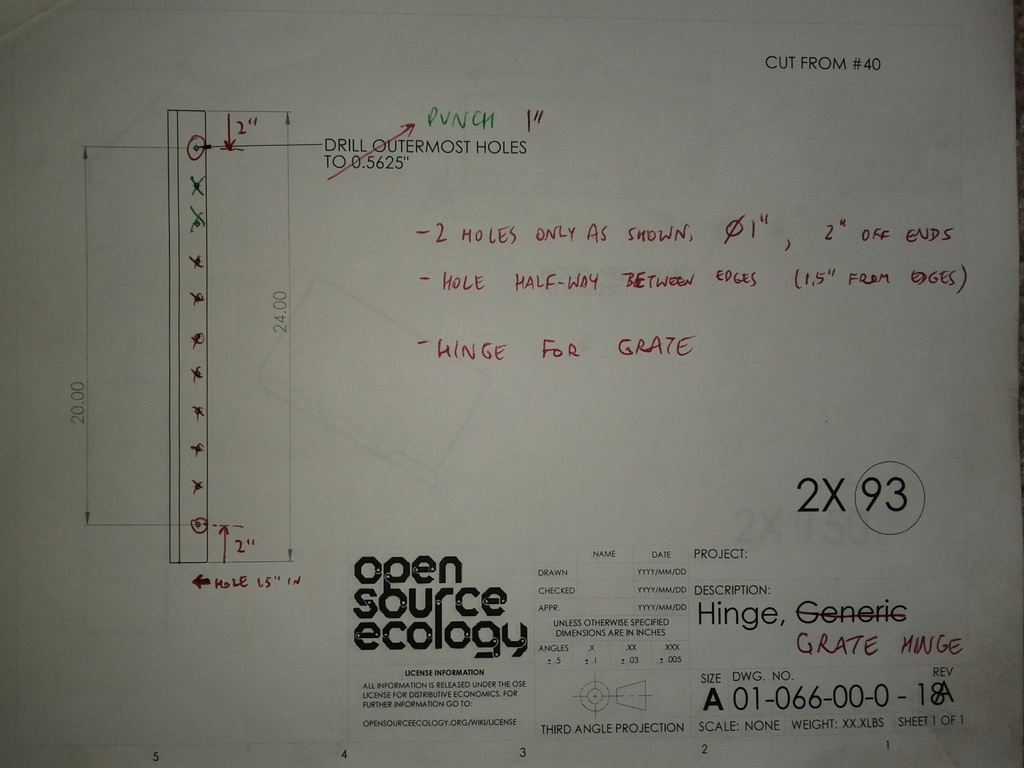 CUT FROM #40
2"
PUNCH 1"
DRILL OUTERMOST HOLES
TO 0.5625"
- 2 HOLES ONLY AS SHOWN, Ø1", 2" OFF ENDS
- HOLE HALF-WAY BETWEEN EDGES (1.5" FROM EDGES)
- HINGE FOR GRATE
24.00
20.00
2X 93
2"
HOLE 1.5" IN
open
source
ecology
LICENSE INFORMATION
ALL INFORMATION IS RELEASED UNDER THE OSE
LICENSE FOR DISTRIBUTIVE ECONOMICS. FOR
FURTHER INFORMATION GO TO:
OPENSOURCEECOLOGY.ORG/WIKI/LICENSE
NAME DATE
DRAWN YYYY/MM/DD
CHECKED YYYY/MM/DD
APPR. YYYY/MM/DD
UNLESS OTHERWISE SPECIFIED
DIMENSIONS ARE IN INCHES
ANGLES .X .XX .XXX
± .5 ± .1 ± .03 ± .005
THIRD ANGLE PROJECTION
PROJECT:
DESCRIPTION:
Hinge, Generic
GRATE HINGE
SIZE DWG. NO. REV
A 01-066-00-0 - 18A
SCALE: NONE WEIGHT: XX.XLBS SHEET 1 OF 1
5 4 3 2 1